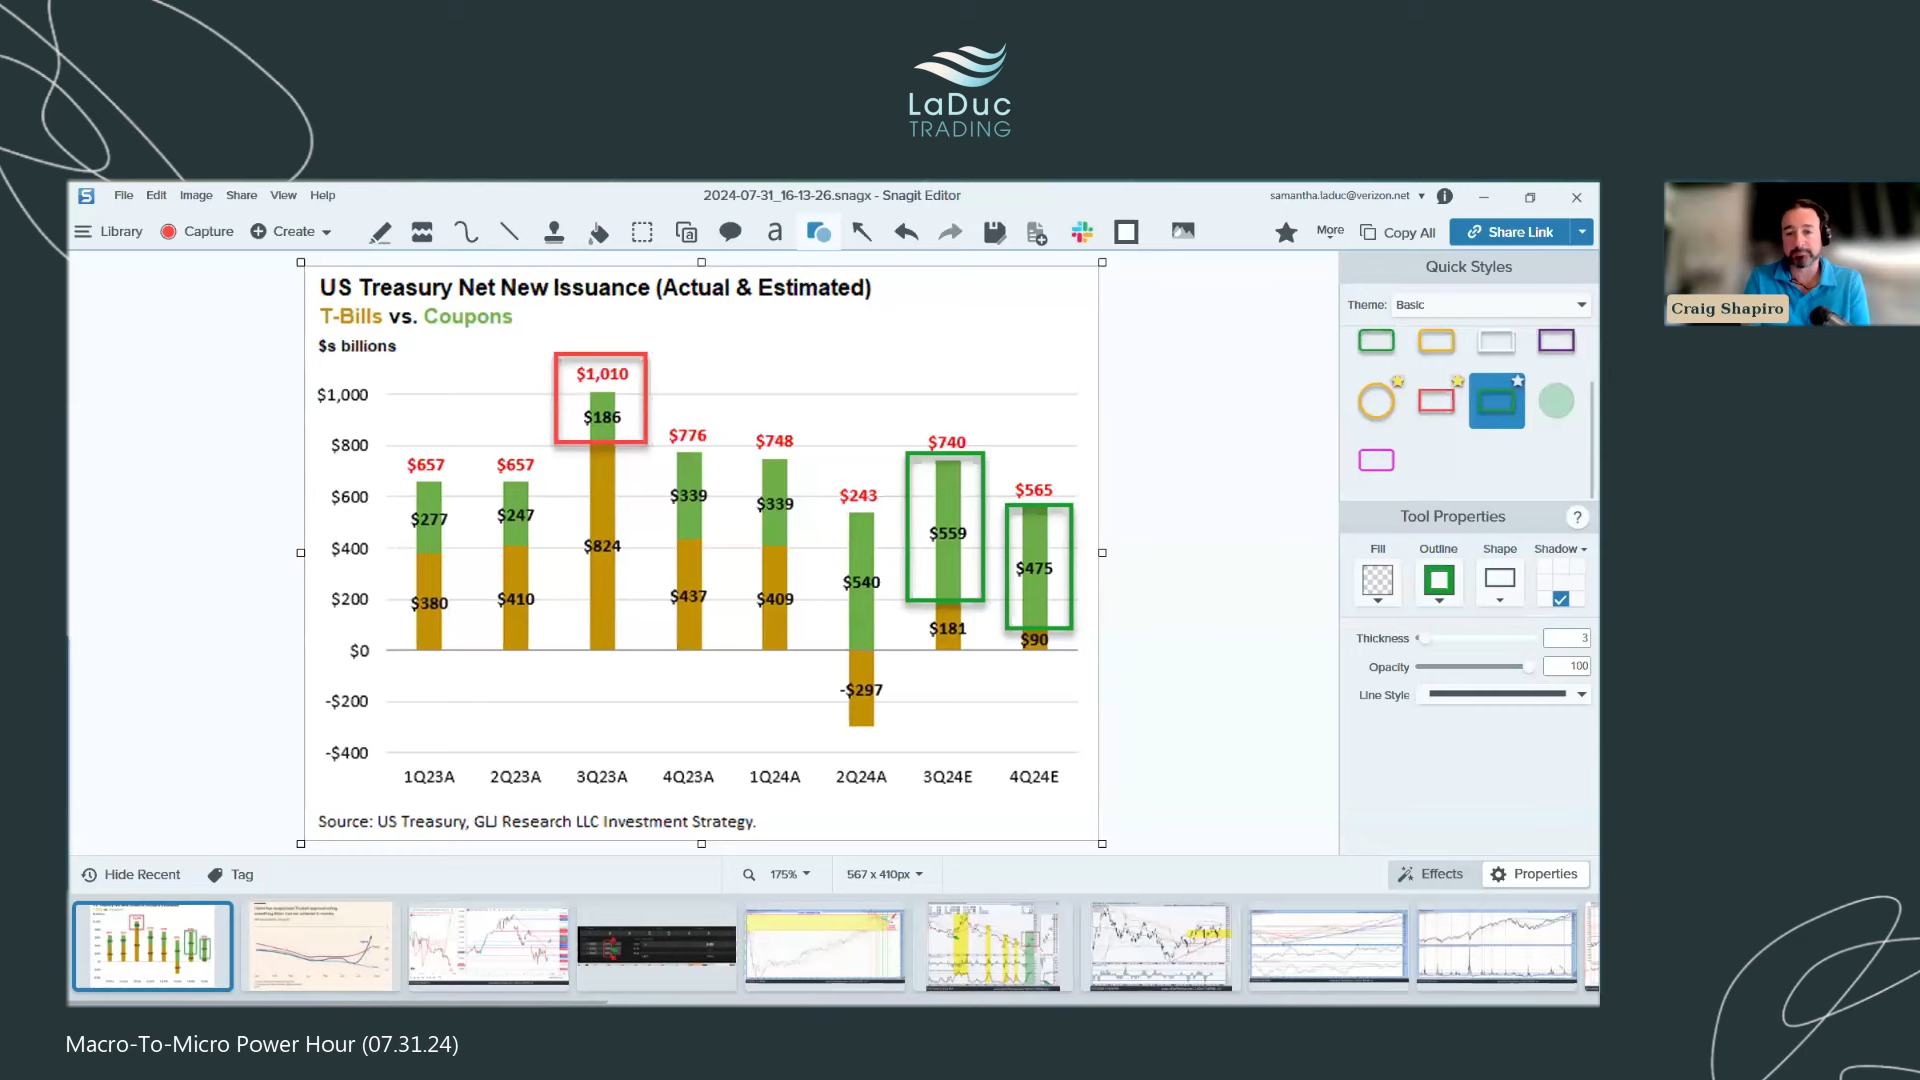 LaDuc
TRADING
File Edit Image Share View Help
2024-07-31_16-13-26.snagx - Snagit Editor
samantha.laduc@verizon.net
Library Capture Create
a
More Copy All Share Link
Craig Shapiro
US Treasury Net New Issuance (Actual & Estimated)
T-Bills vs. Coupons
$s billions
$1,010
$1,000
$186
$776
$748
$740
$800
$657
$657
$243
$565
$600
$277
$247
$339
$339
$559
$475
$400
$824
$540
$200
$380
$410
$437
$409
$181
$90
$0
-$297
-$200
-$400
1Q23A 2Q23A 3Q23A 4Q23A 1Q24A 2Q24A 3Q24E 4Q24E
Source: US Treasury, GLJ Research LLC Investment Strategy.
Quick Styles
Theme: Basic
Tool Properties ?
Fill Outline Shape Shadow
Thickness 3
Opacity 100
Line Style
Hide Recent Tag
175%
567 x 410px
Effects Properties
Macro-To-Micro Power Hour (07.31.24)